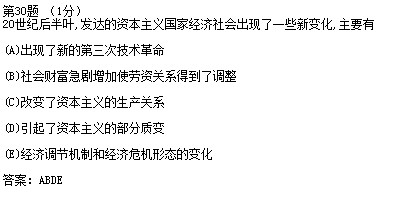 第30题 （1分）
20世纪后半叶,发达的资本主义国家经济社会出现了一些新变化,主要有
(A)出现了新的第三次技术革命
(B)社会财富急剧增加使劳资关系得到了调整
(C)改变了资本主义的生产关系
(D)引起了资本主义的部分质变
(E)经济调节机制和经济危机形态的变化
答案：ABDE